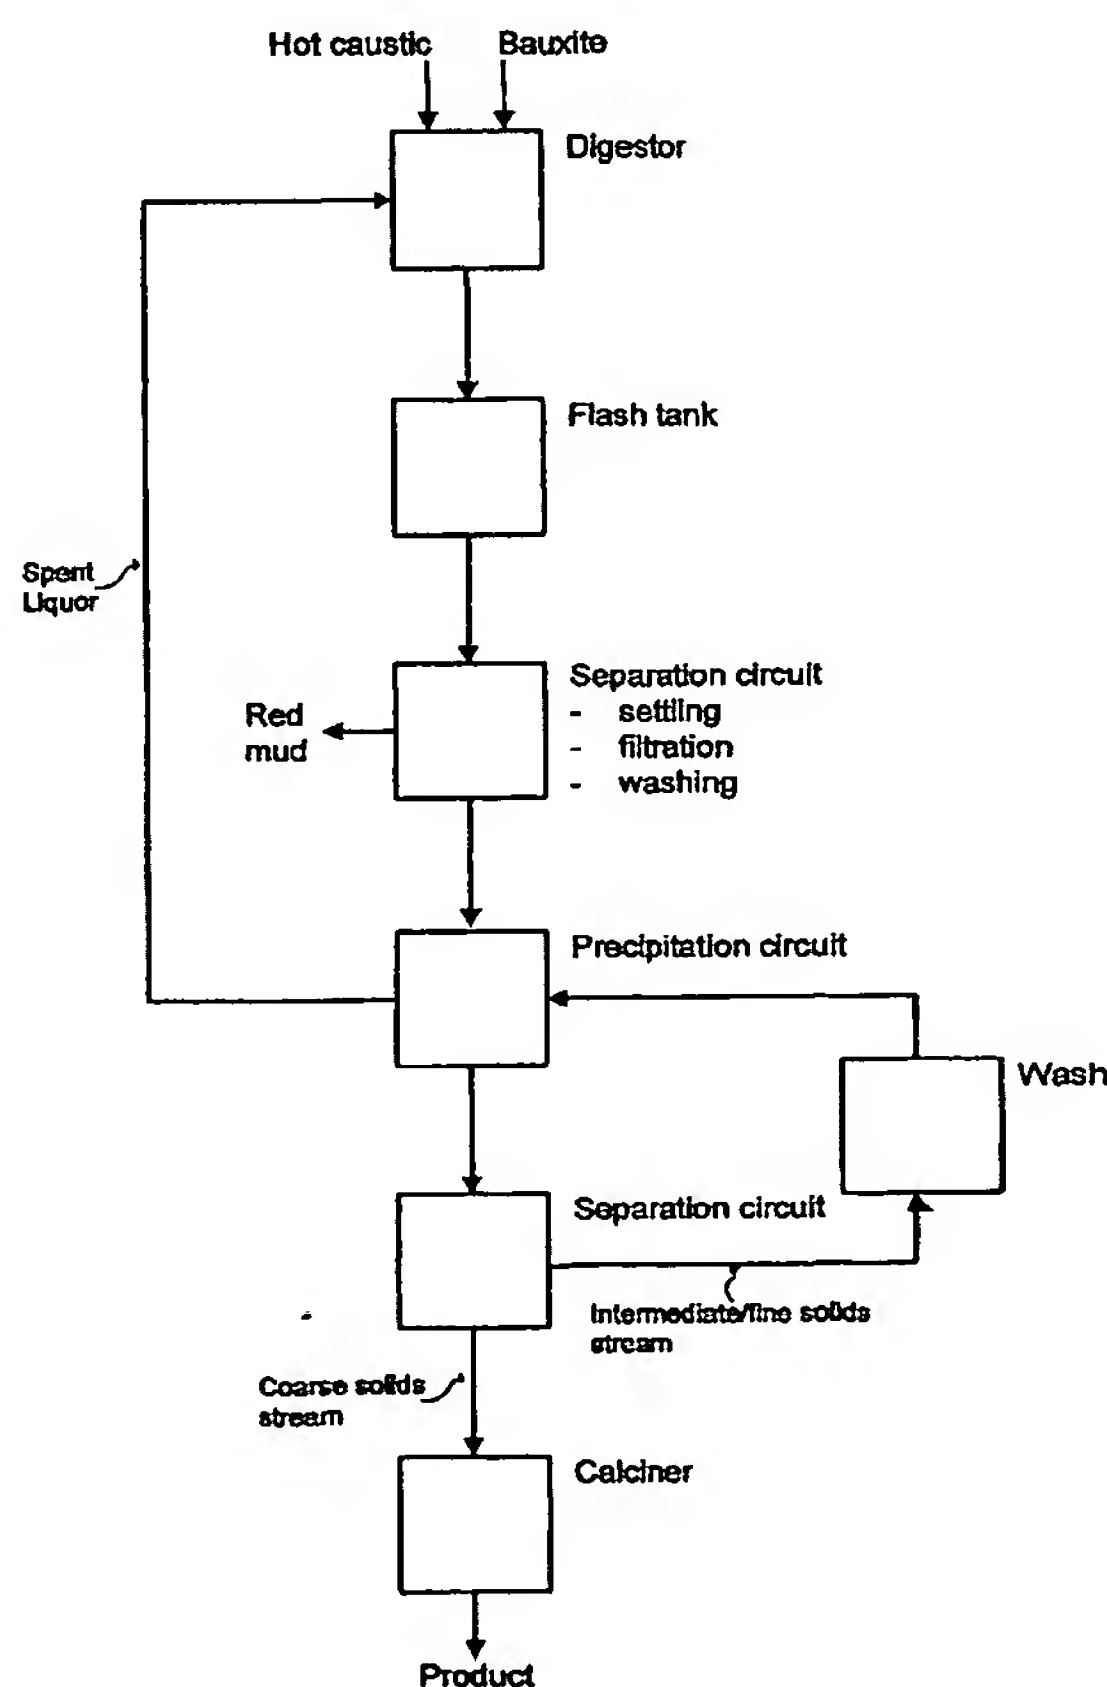 Hot caustic Bauxite
Digestor
Flash tank
Spent
Liquor
Separation circuit
- settling
- filtration
- washing
Red
mud
Precipitation circuit
Wash
Separation circuit
Intermediate/fine solids
stream
Coarse solids
stream
Calciner
Product